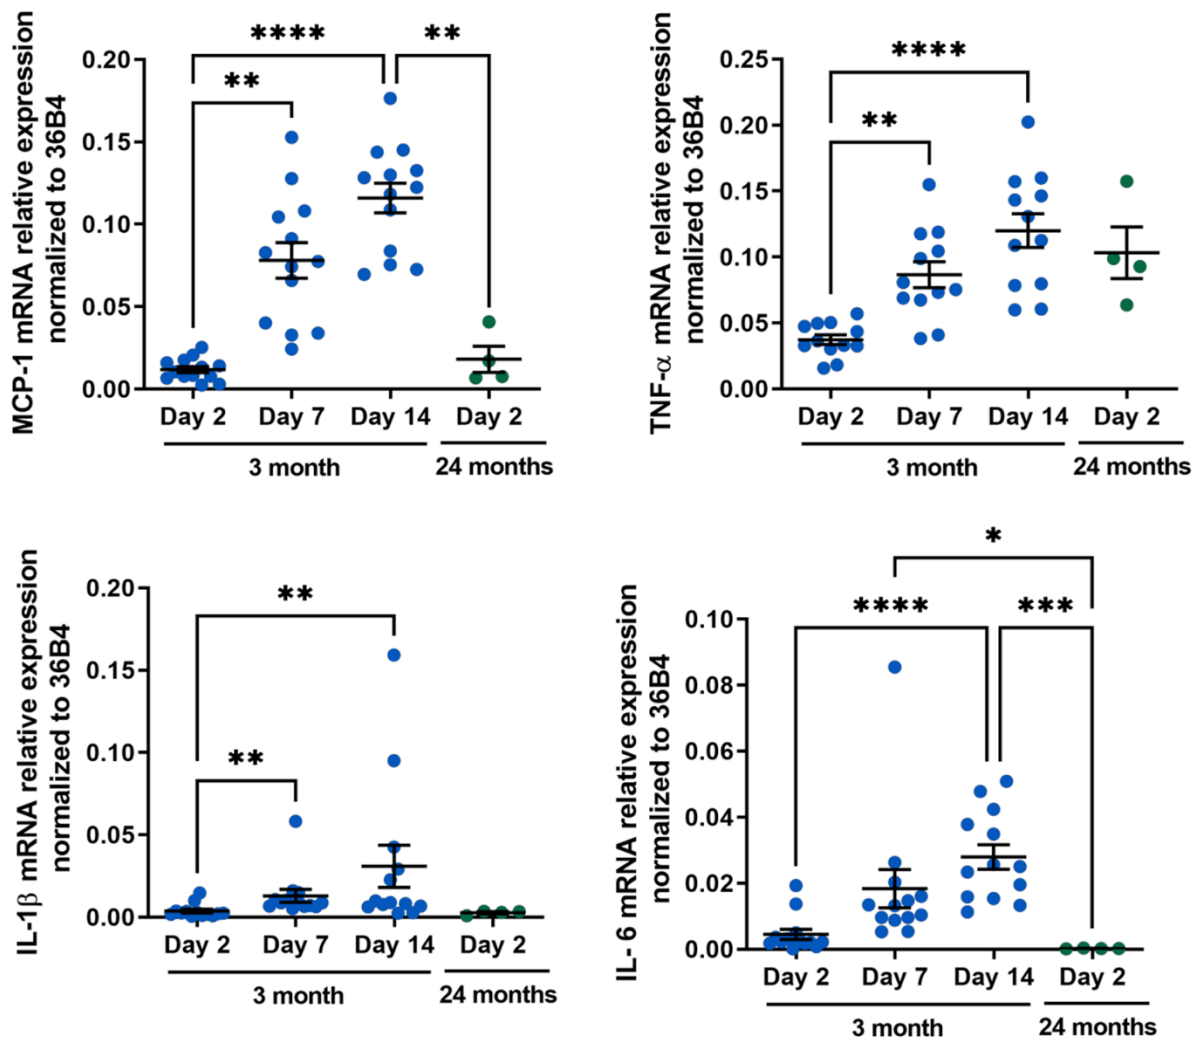 MCP-1 mRNA relative expression
normalized to 36B4
0.20
0.15
0.10
0.05
0.00
****
**
**
Day 2
Day 7
Day 14
Day 2
3 month
24 months
TNF-α mRNA relative expression
normalized to 36B4
0.25
0.20
0.15
0.10
0.05
0.00
****
**
Day 2
Day 7
Day 14
Day 2
3 month
24 months
IL-1β mRNA relative expression
normalized to 36B4
0.20
0.15
0.10
0.05
0.00
**
**
Day 2
Day 7
Day 14
Day 2
3 month
24 months
IL- 6 mRNA relative expression
normalized to 36B4
0.10
0.08
0.06
0.04
0.02
0.00
*
****
***
Day 2
Day 7
Day 14
Day 2
3 month
24 months